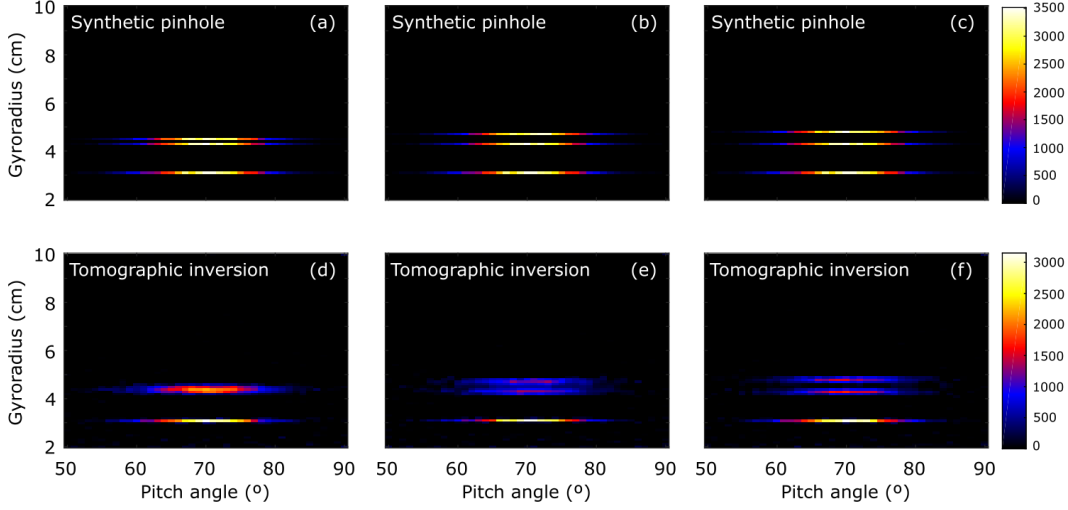 Synthetic pinhole (a)
Synthetic pinhole (b)
Synthetic pinhole (c)
Gyroradius (cm)
10
8
6
4
2
3500
3000
2500
2000
1500
1000
500
0
Tomographic inversion (d)
Tomographic inversion (e)
Tomographic inversion (f)
Gyroradius (cm)
10
8
6
4
2
3000
2500
2000
1500
1000
500
0
50 60 70 80 90
60 70 80 90
50 60 70 80 90
Pitch angle (º)
Pitch angle (º)
Pitch angle (º)